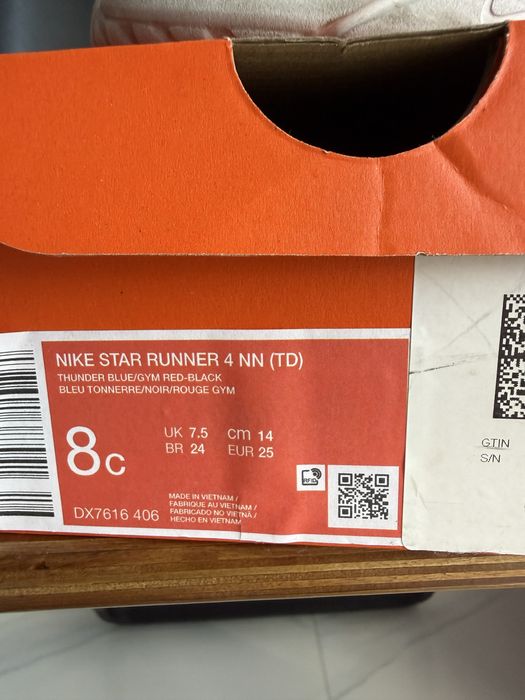 NIKE STAR RUNNER 4 NN (TD)
THUNDER BLUE/GYM RED-BLACK
BLEU TONNERRE/NOIR/ROUGE GYM
8C
UK 7.5 cm 14
BR 24 EUR 25
RFID
MADE IN VIETNAM /
FABRIQUE AU VIETNAM /
FABRICADO NO VIETNÃ /
HECHO EN VIETNAM
DX7616 406
GTIN
S/N